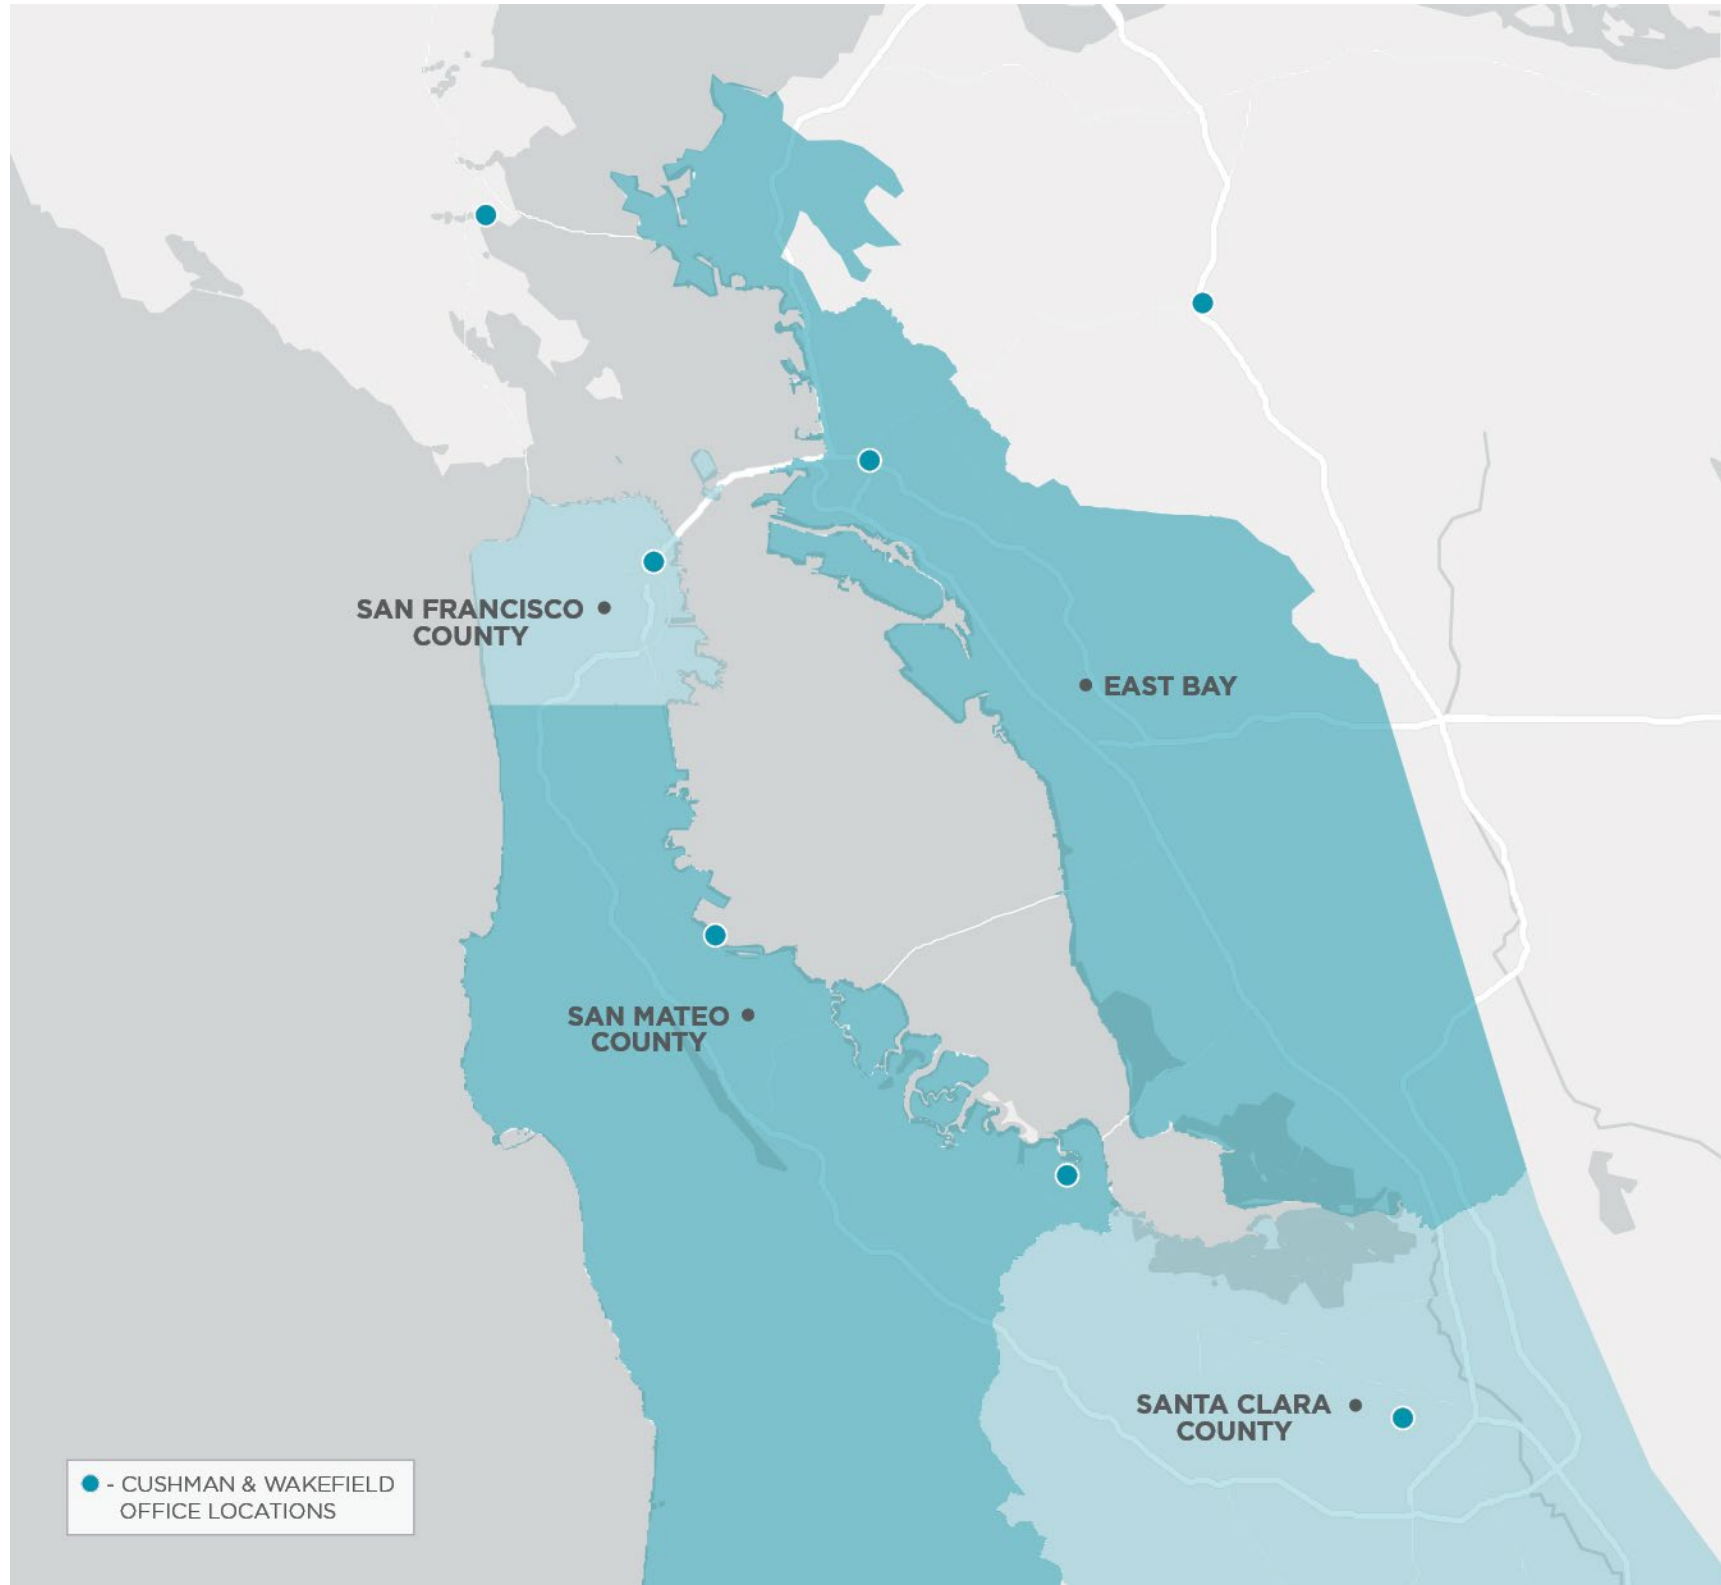 SAN FRANCISCO
COUNTY
EAST BAY
SAN MATEO
COUNTY
SANTA CLARA
COUNTY
- CUSHMAN & WAKEFIELD
OFFICE LOCATIONS